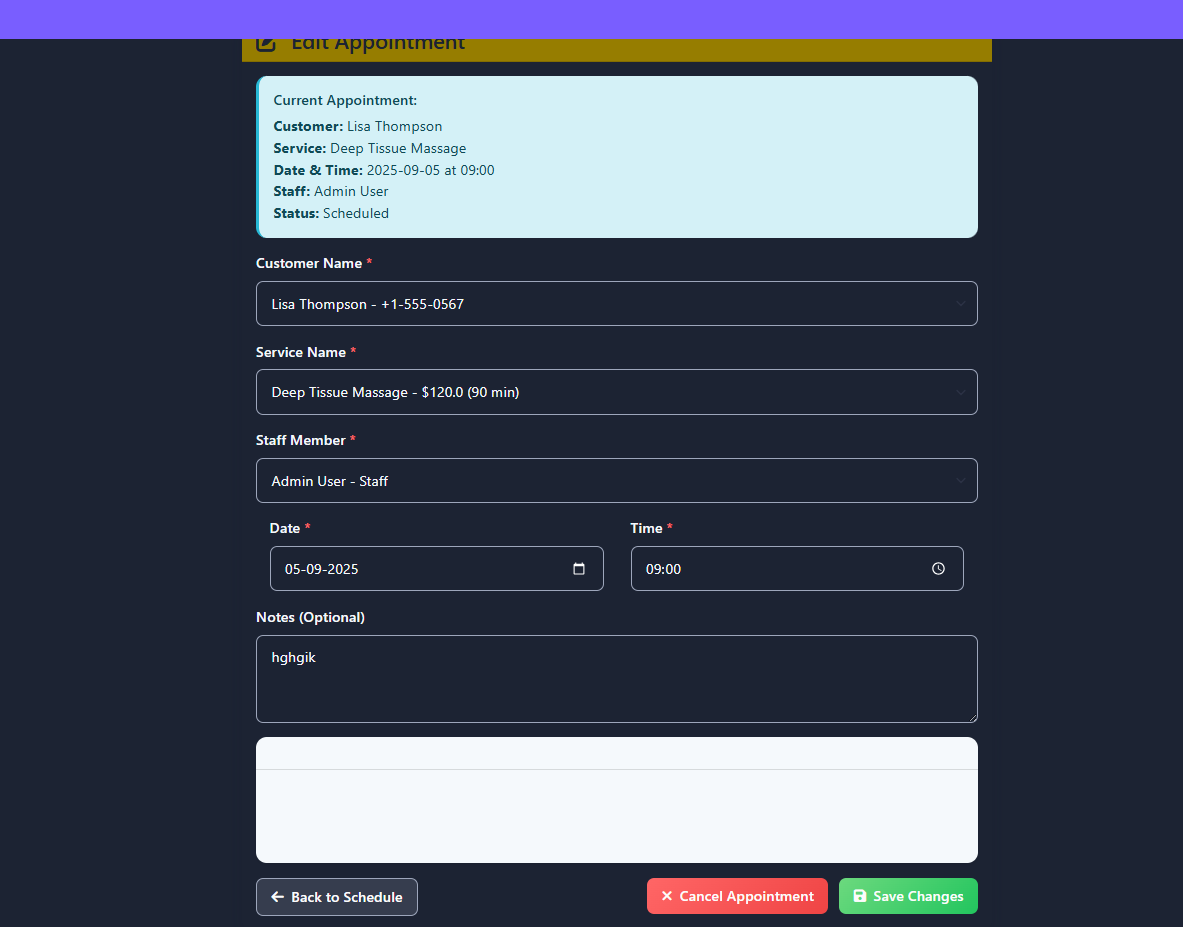 Edit Appointment
Current Appointment:
Customer: Lisa Thompson
Service: Deep Tissue Massage
Date & Time: 2025-09-05 at 09:00
Staff: Admin User
Status: Scheduled
Customer Name *
Lisa Thompson - +1-555-0567
Service Name *
Deep Tissue Massage - $120.0 (90 min)
Staff Member *
Admin User - Staff
Date * Time *
05-09-2025 09:00
Notes (Optional)
hghgik
Back to Schedule Cancel Appointment Save Changes